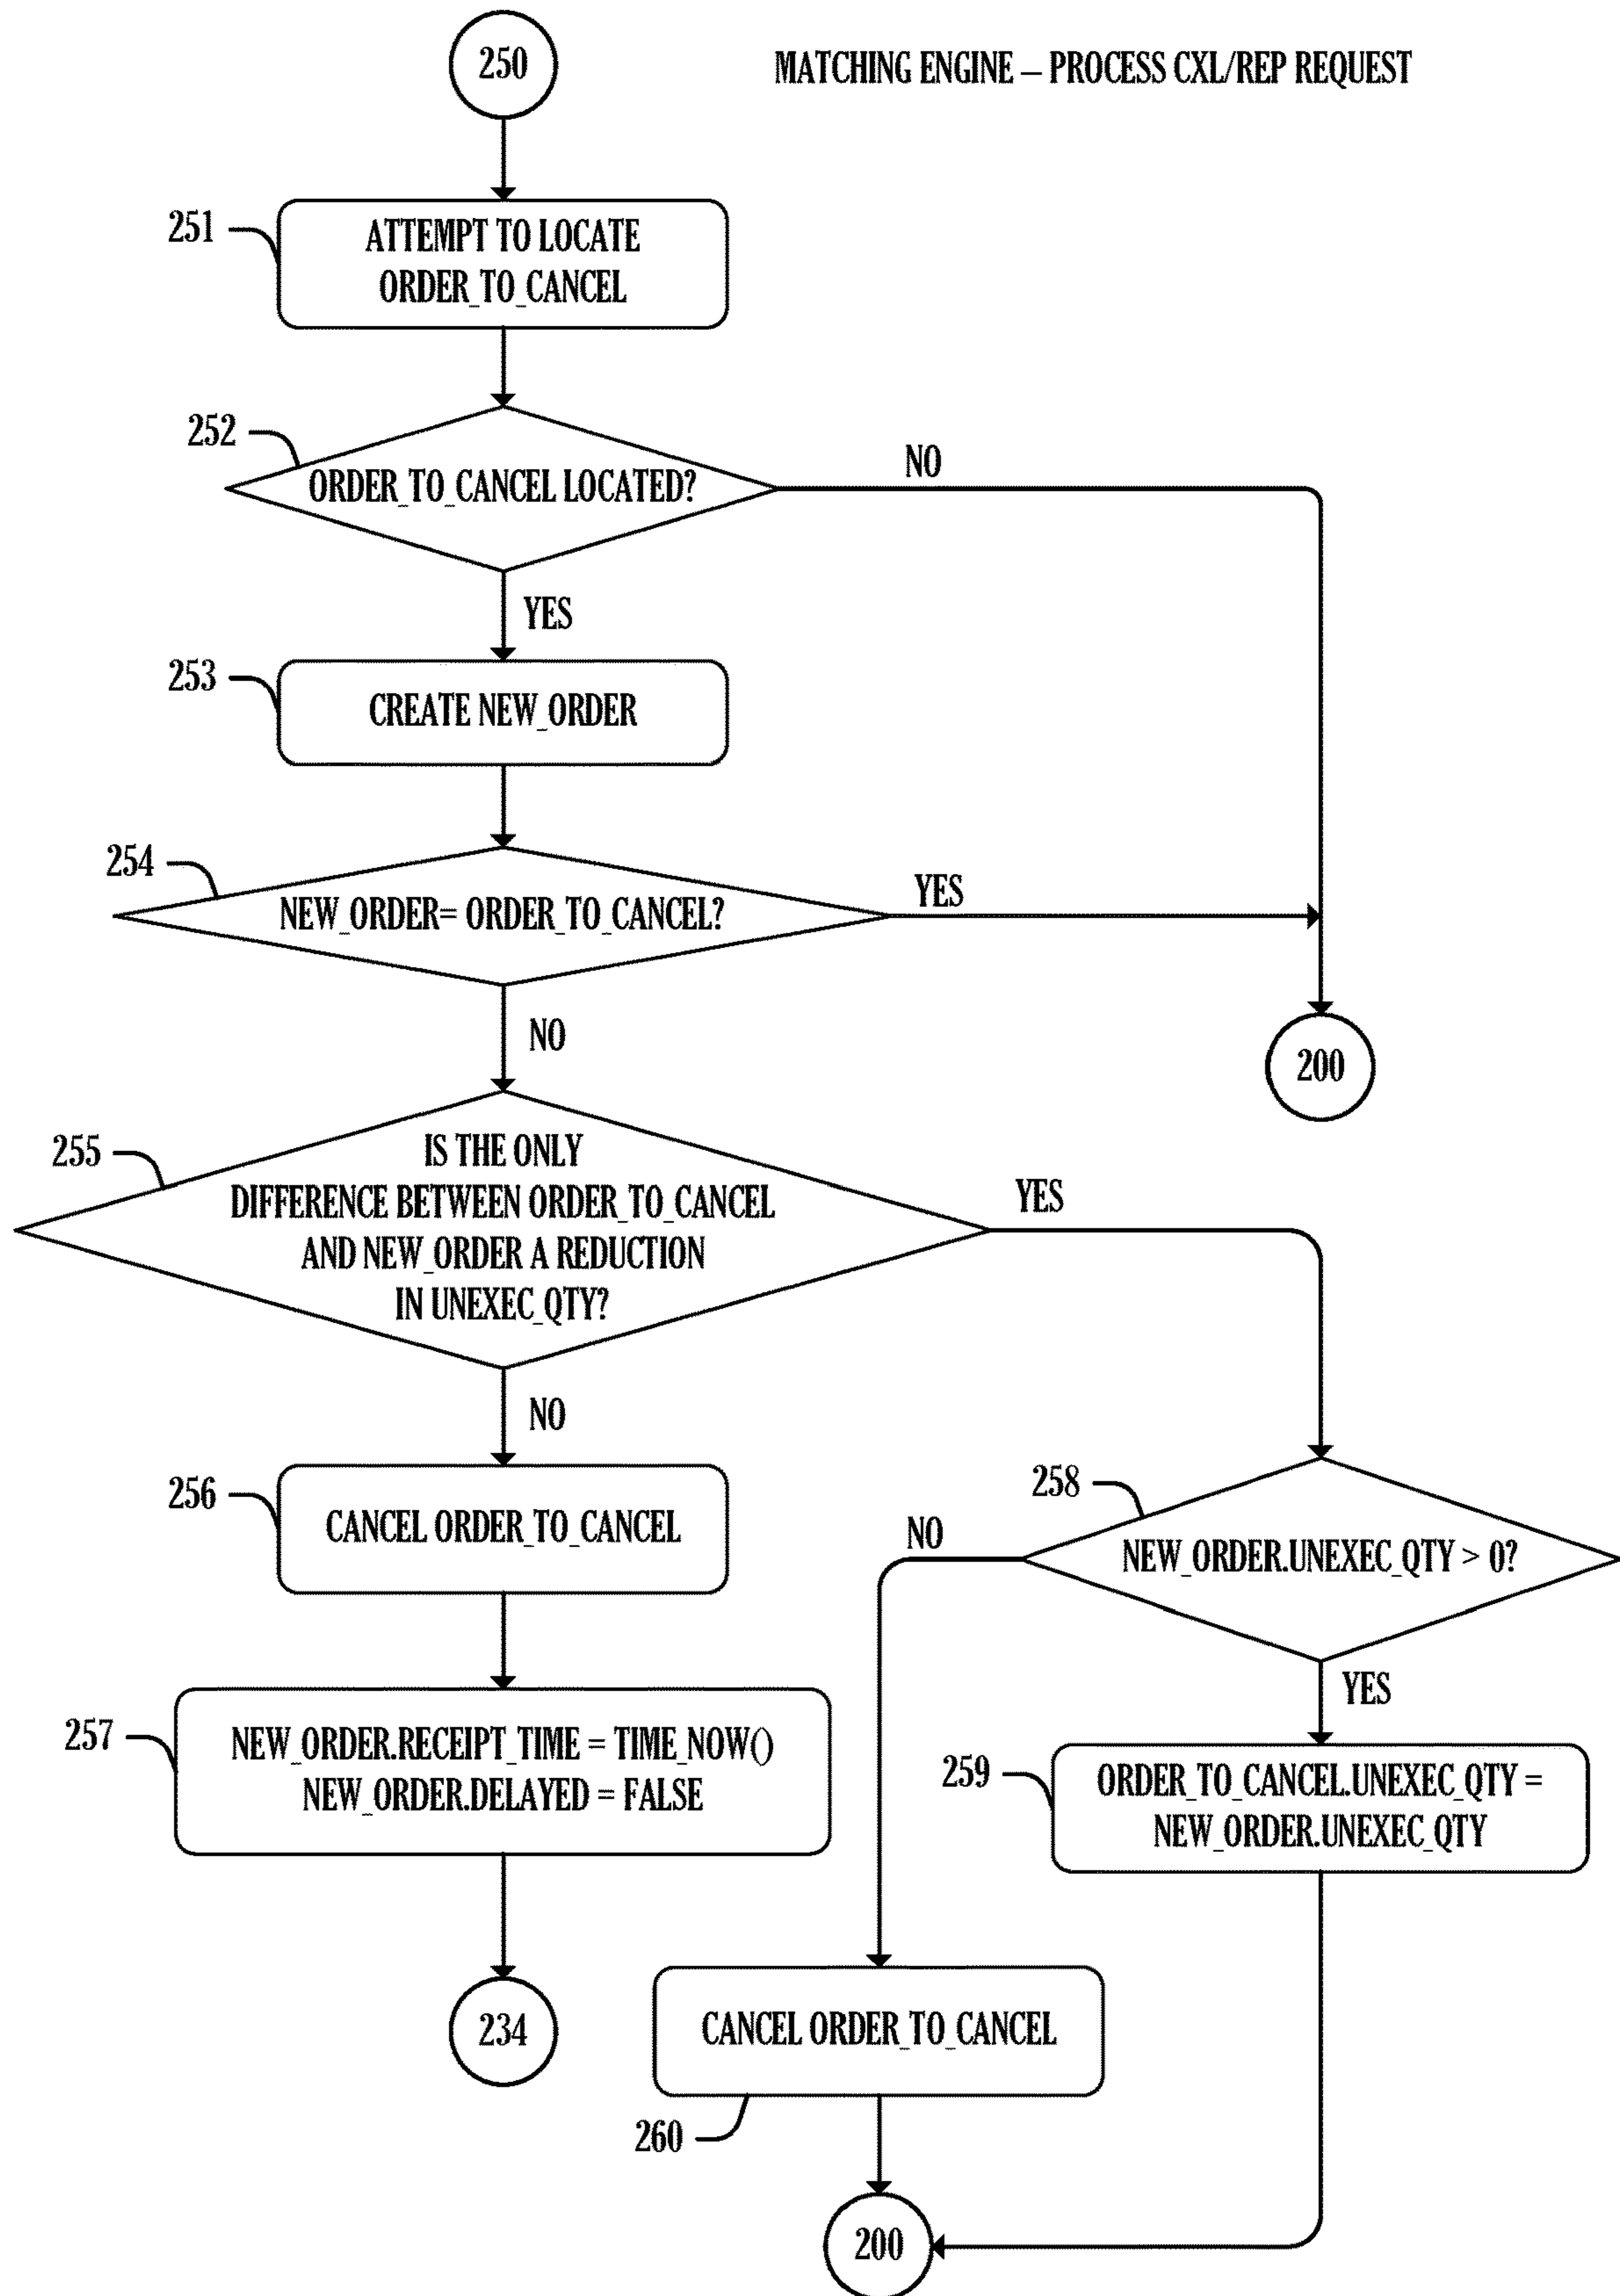 250
MATCHING ENGINE – PROCESS CXL/REP REQUEST
251
ATTEMPT TO LOCATE
ORDER_TO_CANCEL
252
ORDER_TO_CANCEL LOCATED?
NO
YES
253
CREATE NEW_ORDER
254
NEW_ORDER= ORDER_TO_CANCEL?
YES
NO
200
255
IS THE ONLY
DIFFERENCE BETWEEN ORDER_TO_CANCEL
AND NEW_ORDER A REDUCTION
IN UNEXEC_QTY?
YES
NO
256
CANCEL ORDER_TO_CANCEL
258
NEW_ORDER.UNEXEC_QTY > 0?
NO
YES
257
NEW_ORDER.RECEIPT_TIME = TIME_NOW()
NEW_ORDER.DELAYED = FALSE
259
ORDER_TO_CANCEL.UNEXEC_QTY =
NEW_ORDER.UNEXEC_QTY
234
CANCEL ORDER_TO_CANCEL
260
200